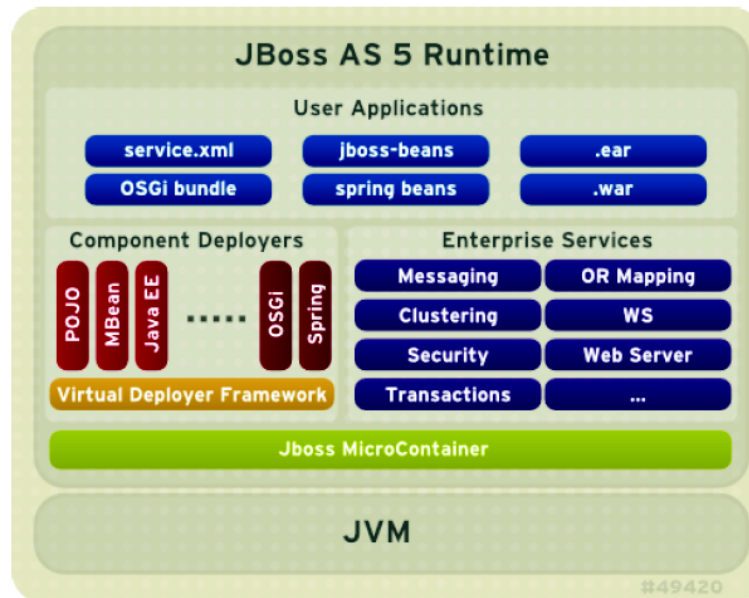 JBoss AS 5 Runtime
User Applications
service.xml jboss-beans .ear
OSGi bundle spring beans .war
Component Deployers
POJO
MBean
Java EE
.....
OSGi
Spring
Virtual Deployer Framework
Enterprise Services
Messaging OR Mapping
Clustering WS
Security Web Server
Transactions ...
Jboss MicroContainer
JVM
#49420